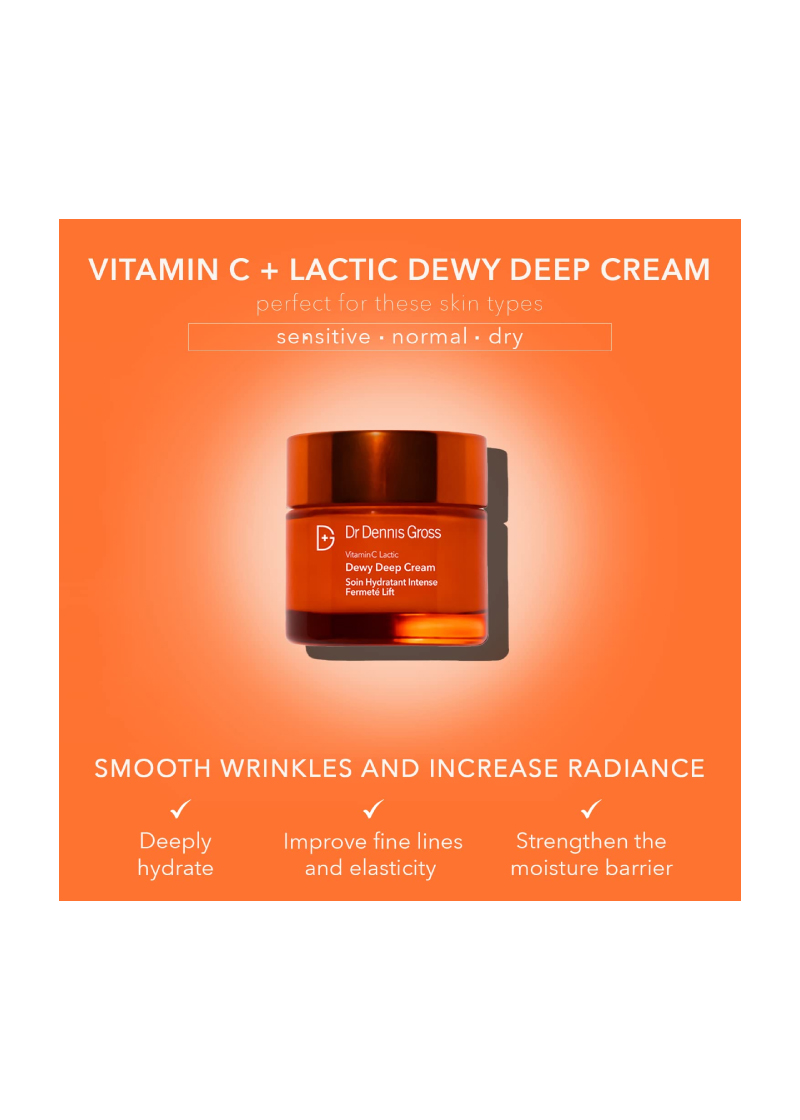 VITAMIN C + LACTIC DEWY DEEP CREAM
perfect for these skin types
sensitive · normal · dry
Dr Dennis Gross
VitaminC Lactic
Dewy Deep Cream
Soin Hydratant Intense
Fermeté Lift
SMOOTH WRINKLES AND INCREASE RADIANCE
✓ ✓ ✓
Deeply
hydrate
Improve fine lines
and elasticity
Strengthen the
moisture barrier